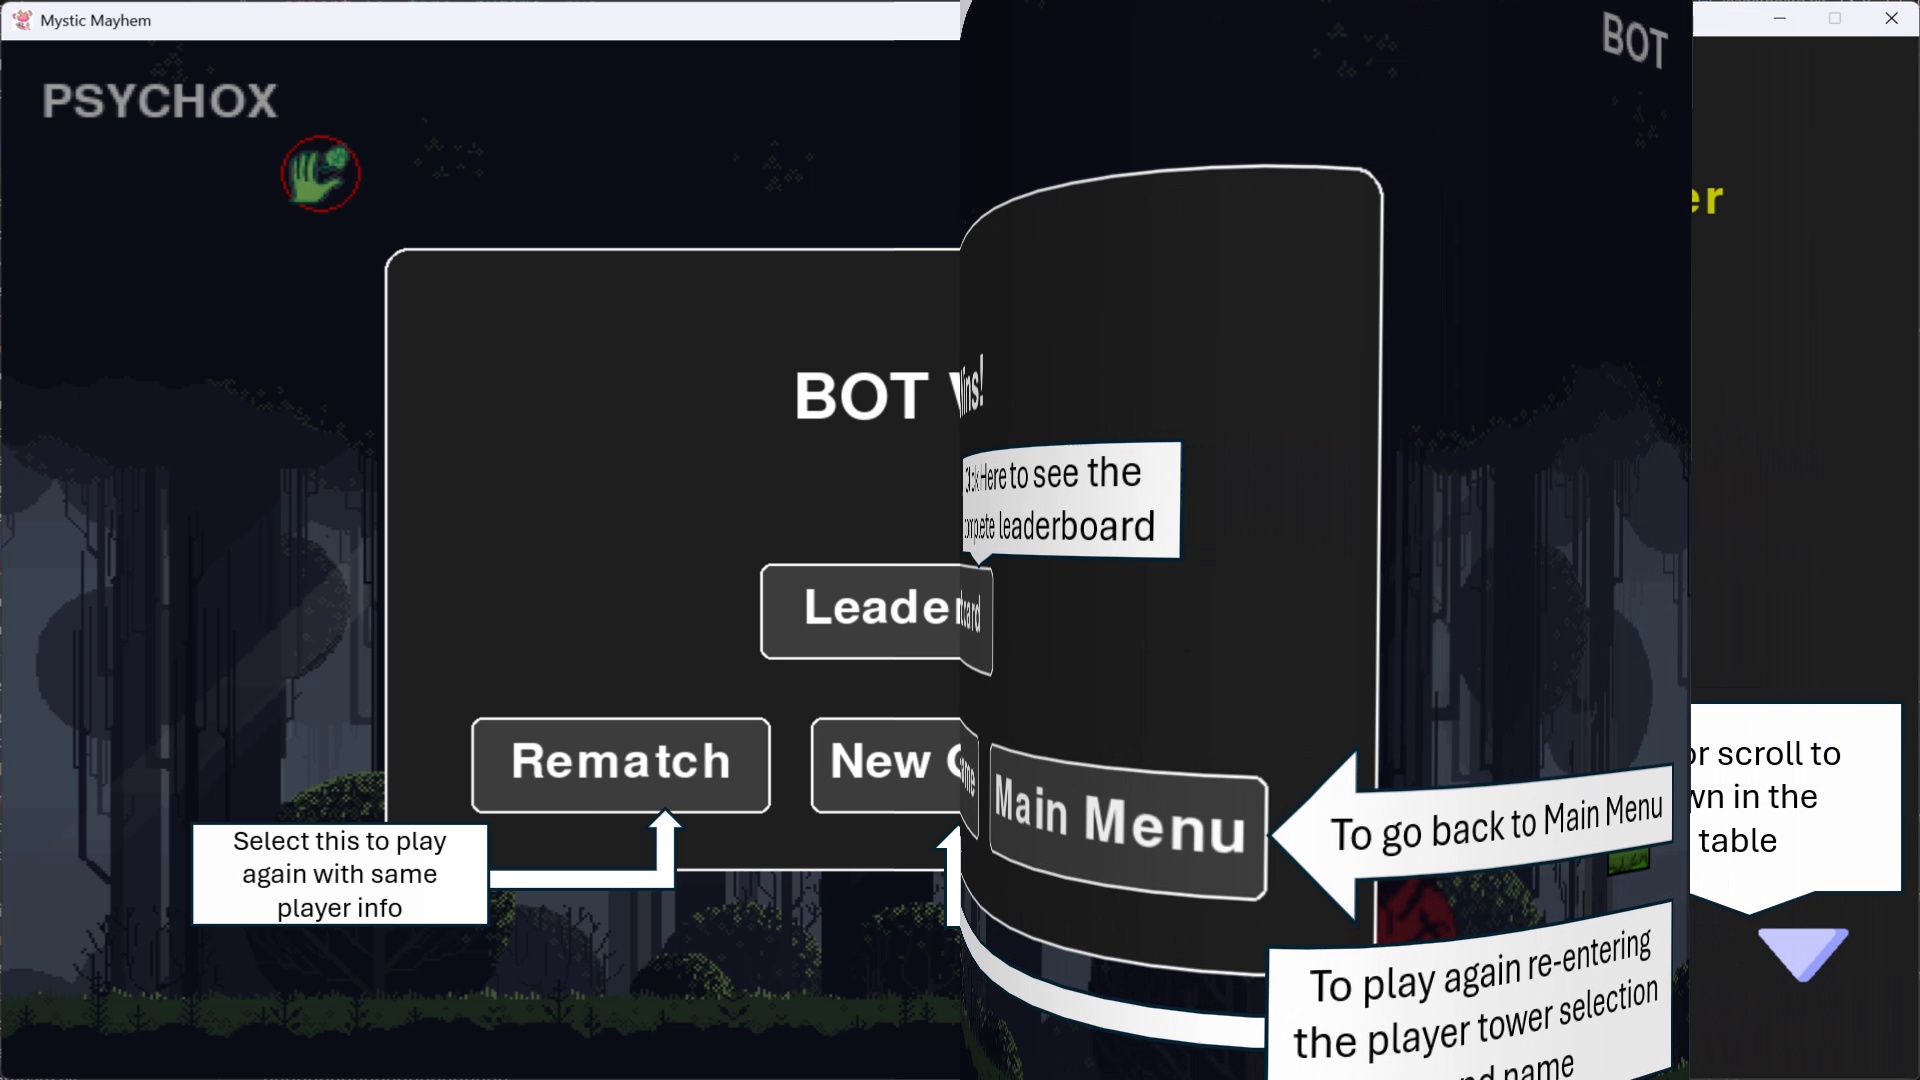 Mystic Mayhem
PSYCHOX
BOT
er
BOT Wins!
Click Here to see the
complete leaderboard
Leaderboard
Rematch
New Game
Main Menu
To go back to Main Menu
Select this to play
again with same
player info
To play again re-entering
the player tower selection
name
or scroll to
wn in the
table